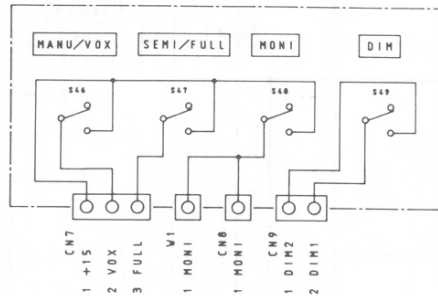 MANU/VOX
SEMI/FULL
MONI
DIM
S46
S47
S48
S49
CN7
1 +15
2 VOX
3 FULL
W1
1 MONI
CN8
1 MONI
CN9
1 DIM2
2 DIM1